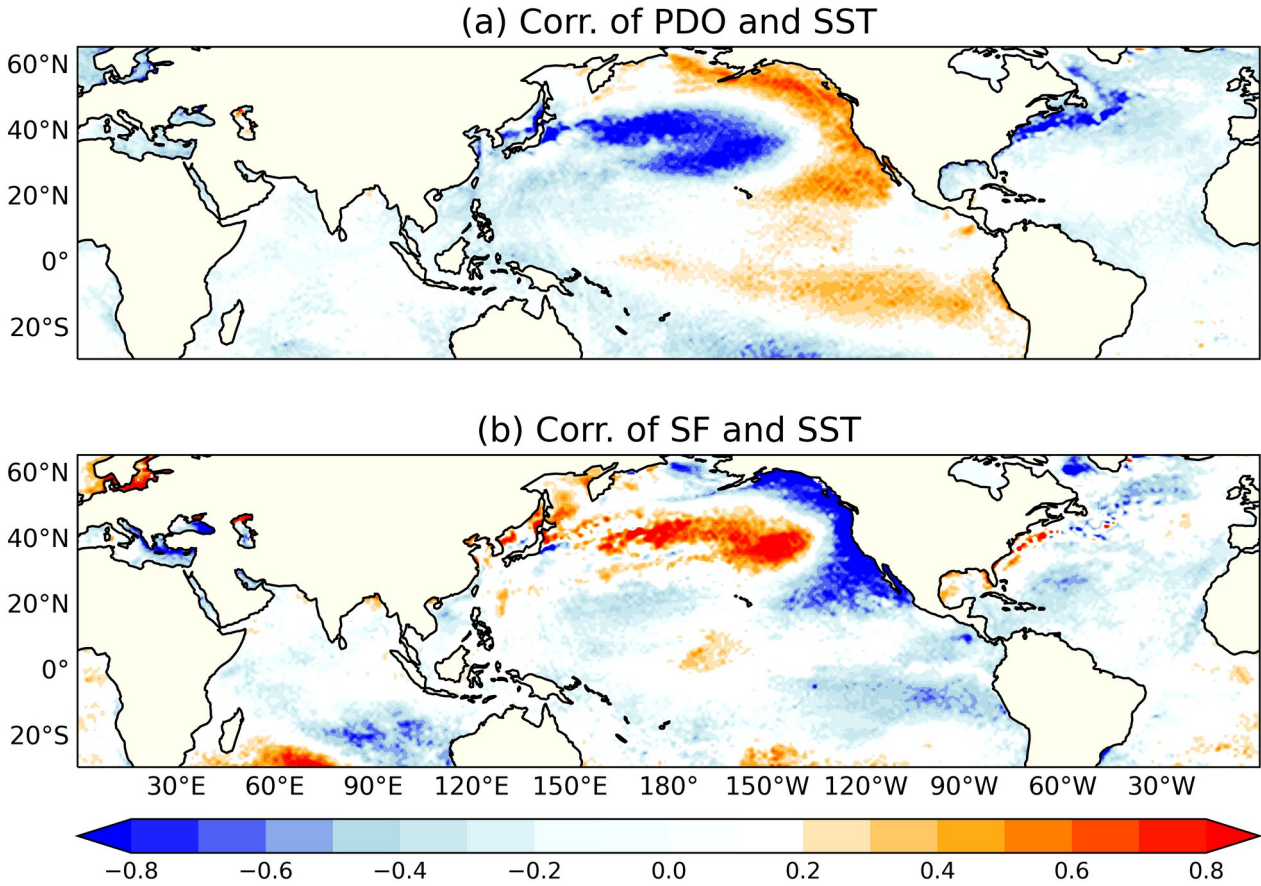 (a) Corr. of PDO and SST
60°N
40°N
20°N
0°
20°S
(b) Corr. of SF and SST
60°N
40°N
20°N
0°
20°S
30°E 60°E 90°E 120°E 150°E 180° 150°W 120°W 90°W 60°W 30°W
−0.8 −0.6 −0.4 −0.2 0.0 0.2 0.4 0.6 0.8